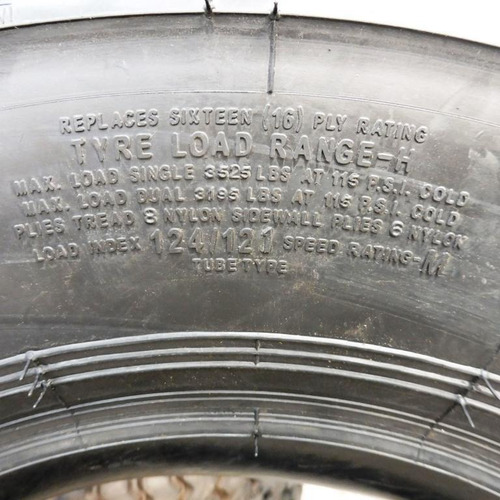 REPLACES SIXTEEN (16) PLY RATING
TYRE LOAD RANGE-H
MAX. LOAD SINGLE 3525 LBS AT 115 P.S.I. COLD
MAX. LOAD DUAL 3195 LBS AT 115 P.S.I. COLD
PLIES TREAD 8 NYLON SIDEWALL PLIES 6 NYLON
LOAD INDEX 124/121 SPEED RATING-M
TUBETYPE